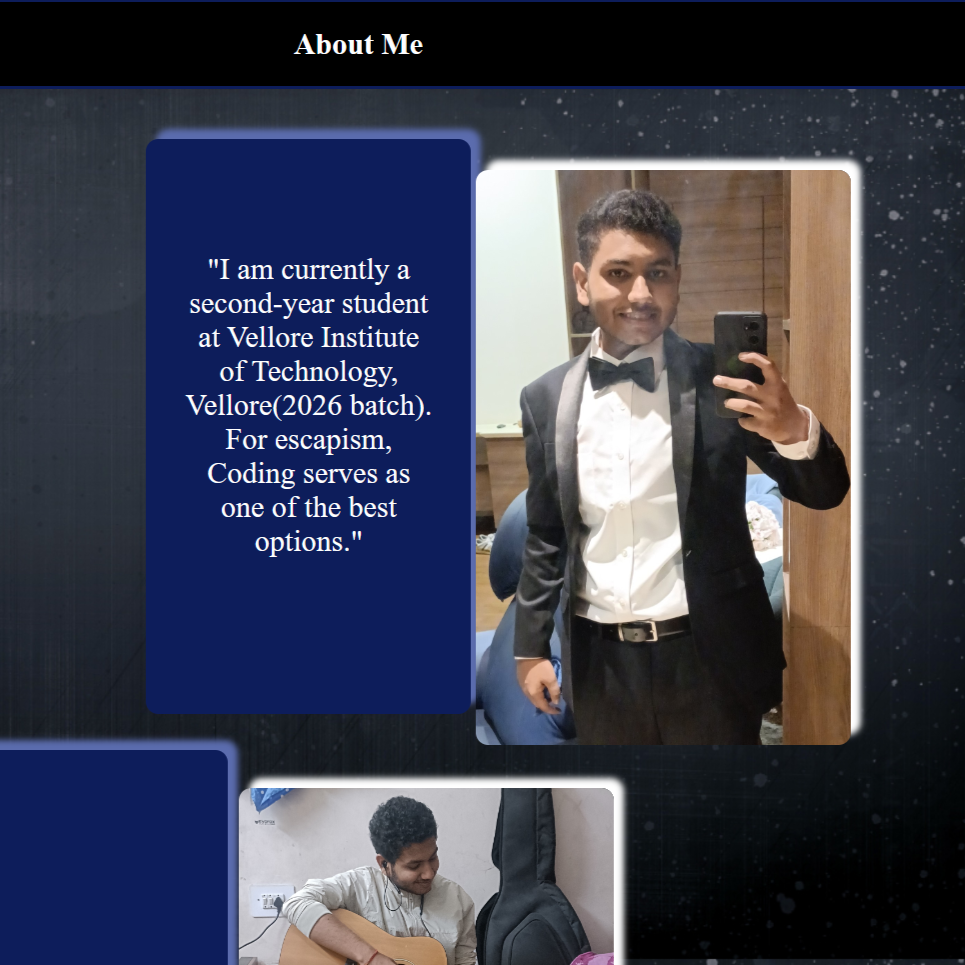 About Me
"I am currently a
second-year student
at Vellore Institute
of Technology,
Vellore(2026 batch).
For escapism,
Coding serves as
one of the best
options."